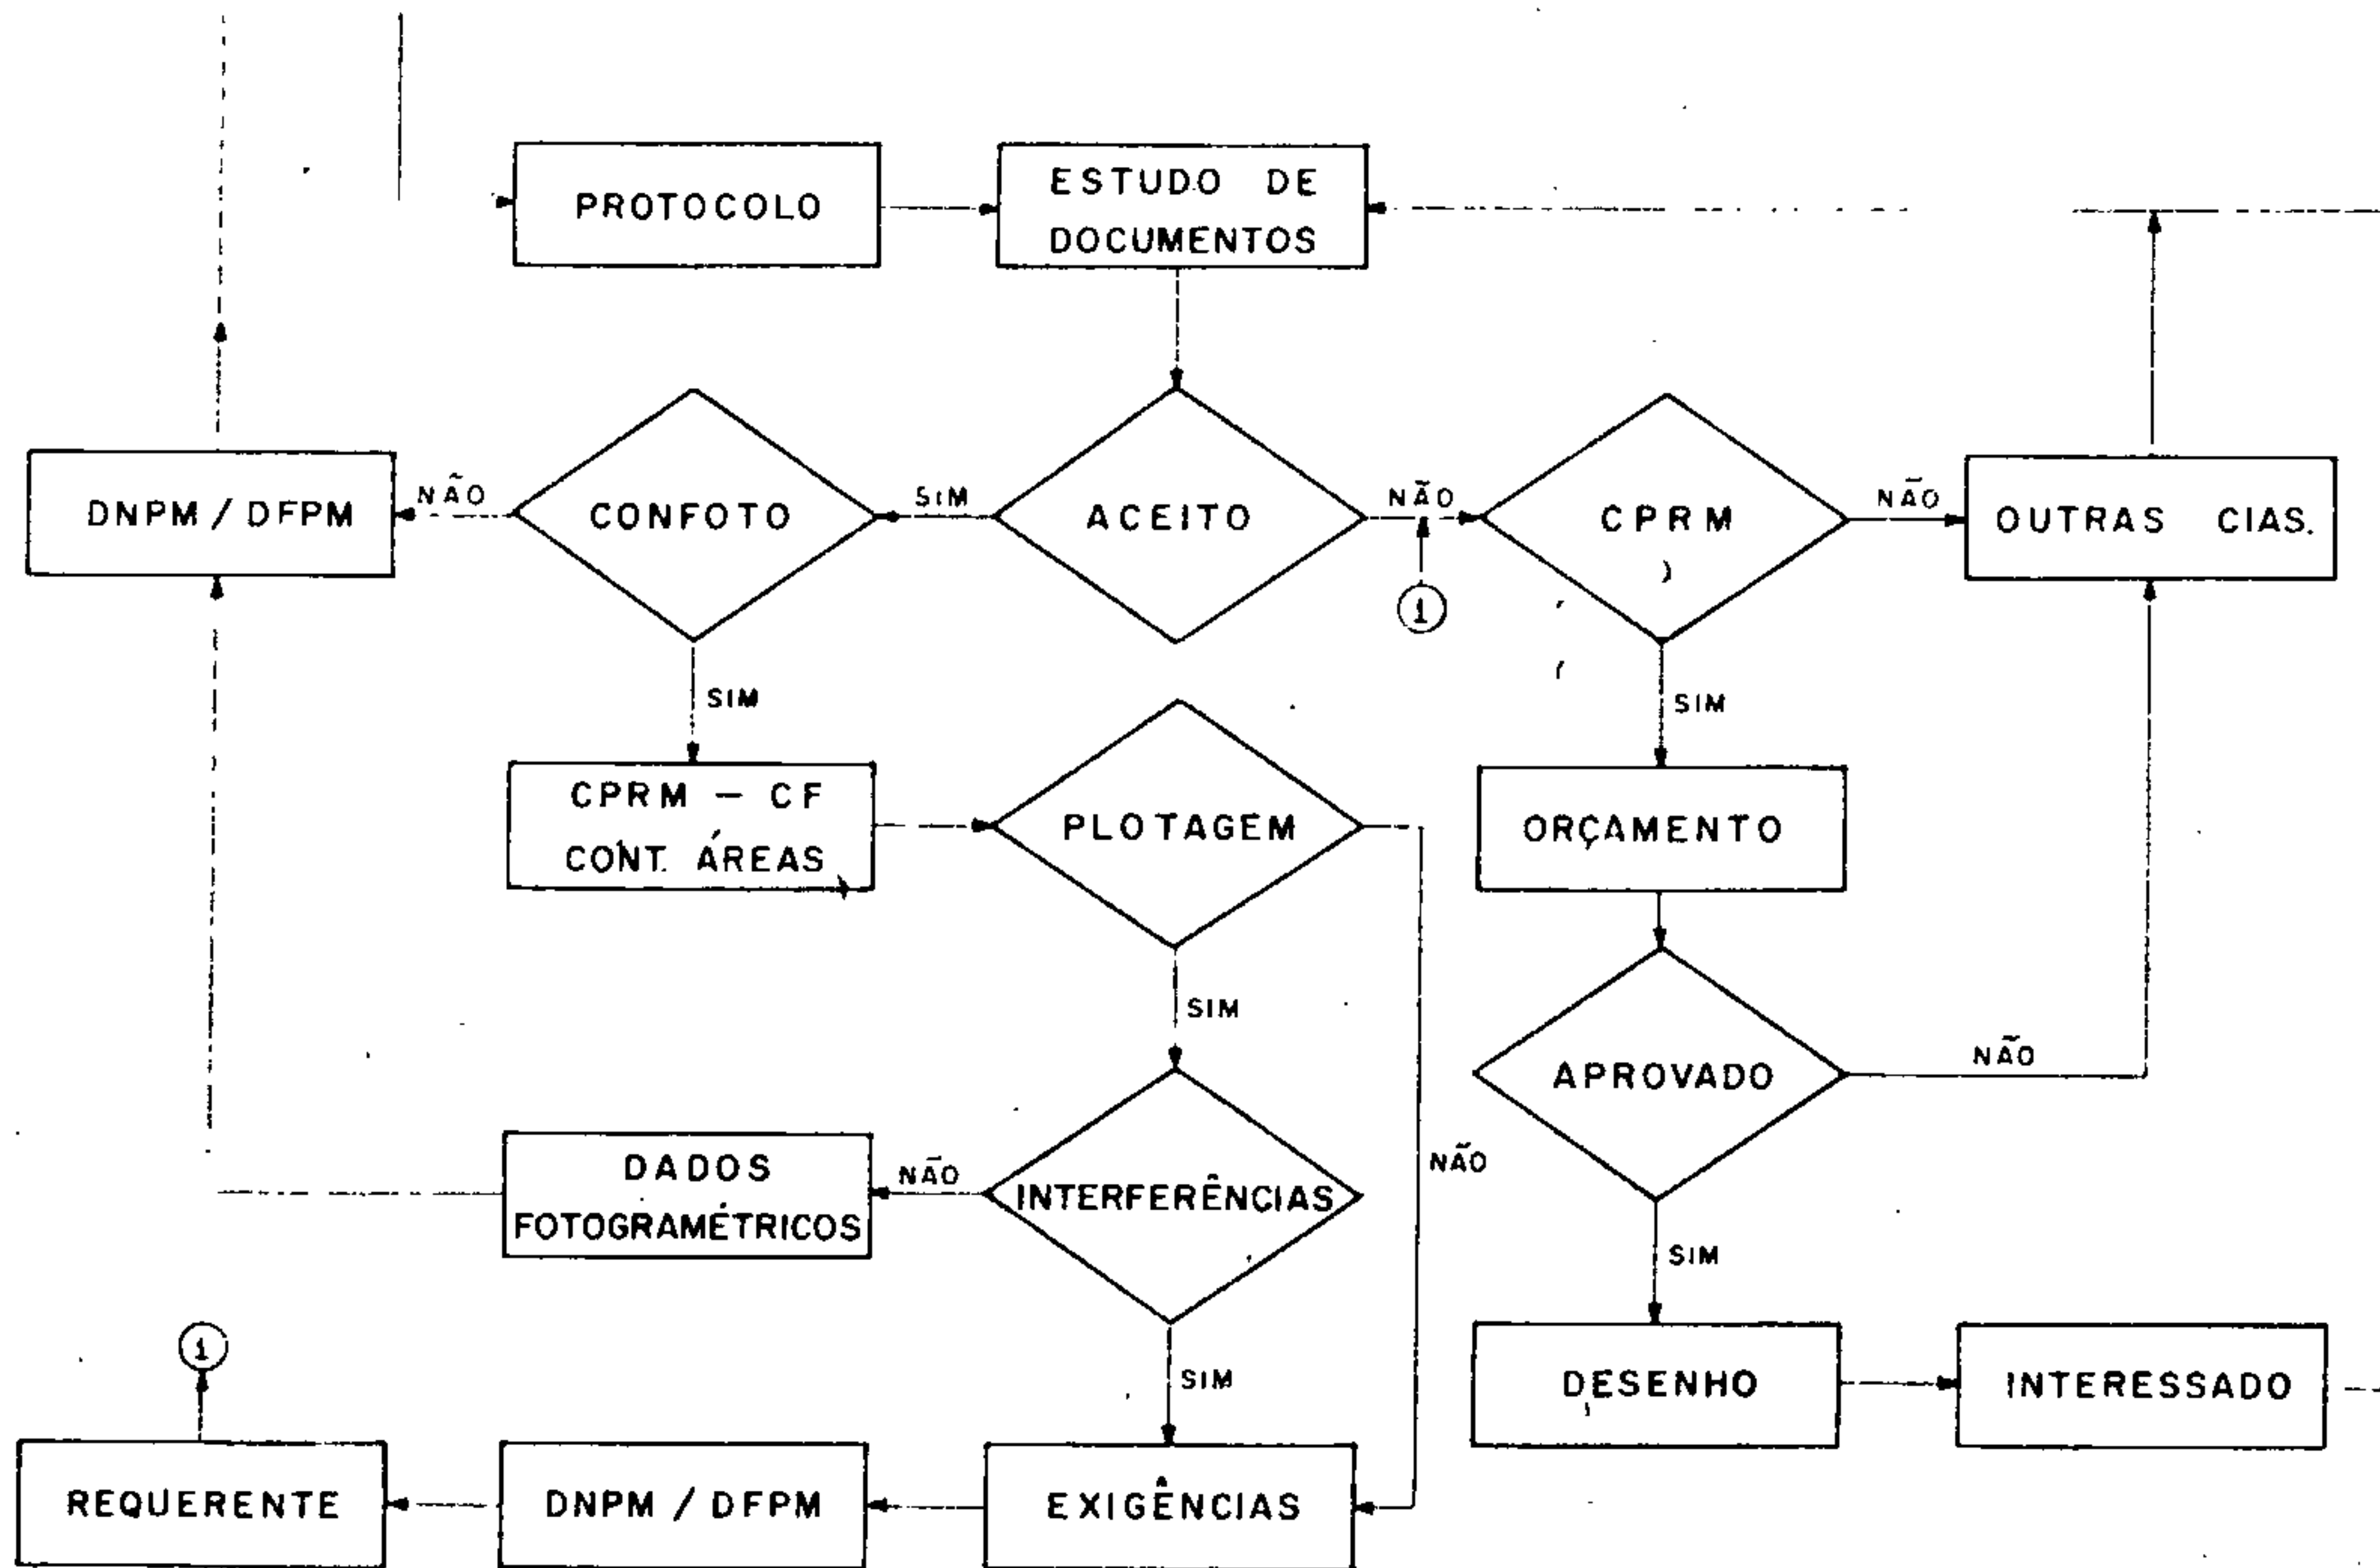 PROTOCOLO
ESTUDO DE
DOCUMENTOS
DNPM / DFPM
NÃO
CONFOTO
SIM
ACEITO
NÃO
CPRM
NÃO
OUTRAS CIAS.
1
SIM
SIM
CPRM - CF
CONT. ÁREAS
PLOTAGEM
ORÇAMENTO
SIM
NÃO
APROVADO
NÃO
DADOS
FOTOGRAMÉTRICOS
NÃO
INTERFERÊNCIAS
SIM
1
SIM
DESENHO
INTERESSADO
REQUERENTE
DNPM / DFPM
EXIGÊNCIAS